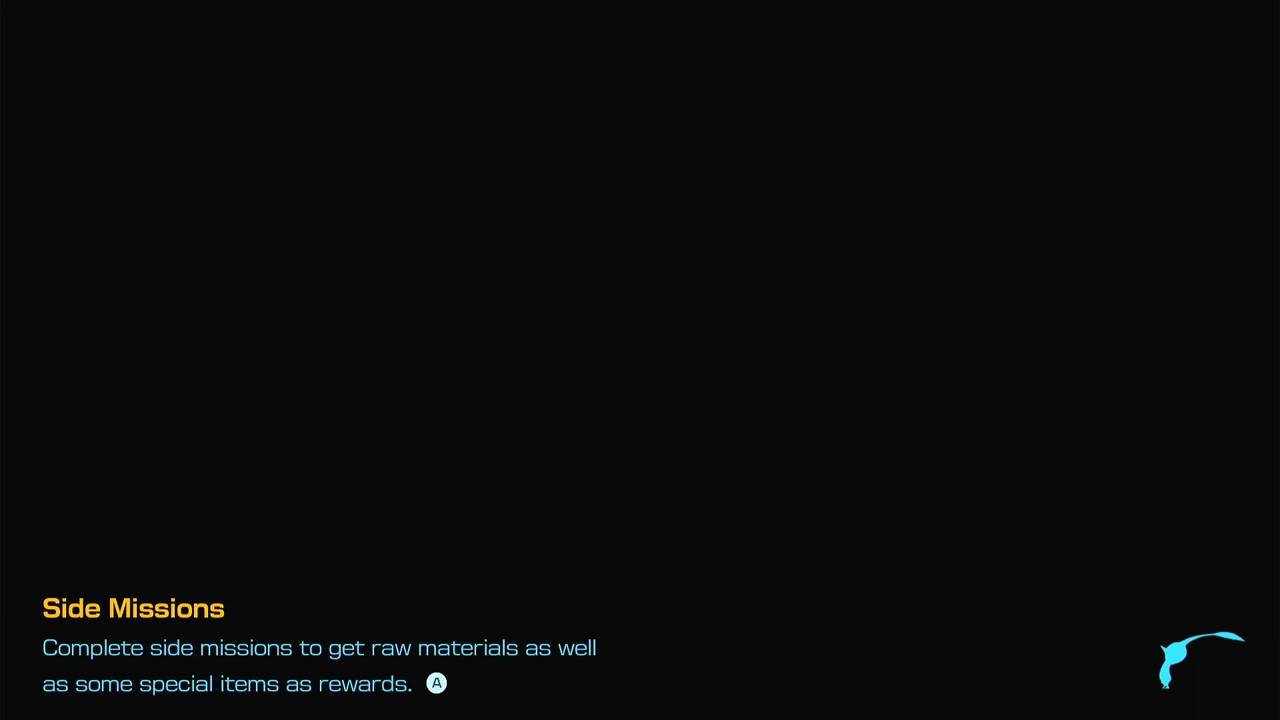 Side Missions
Complete side missions to get raw materials as well
as some special items as rewards. A